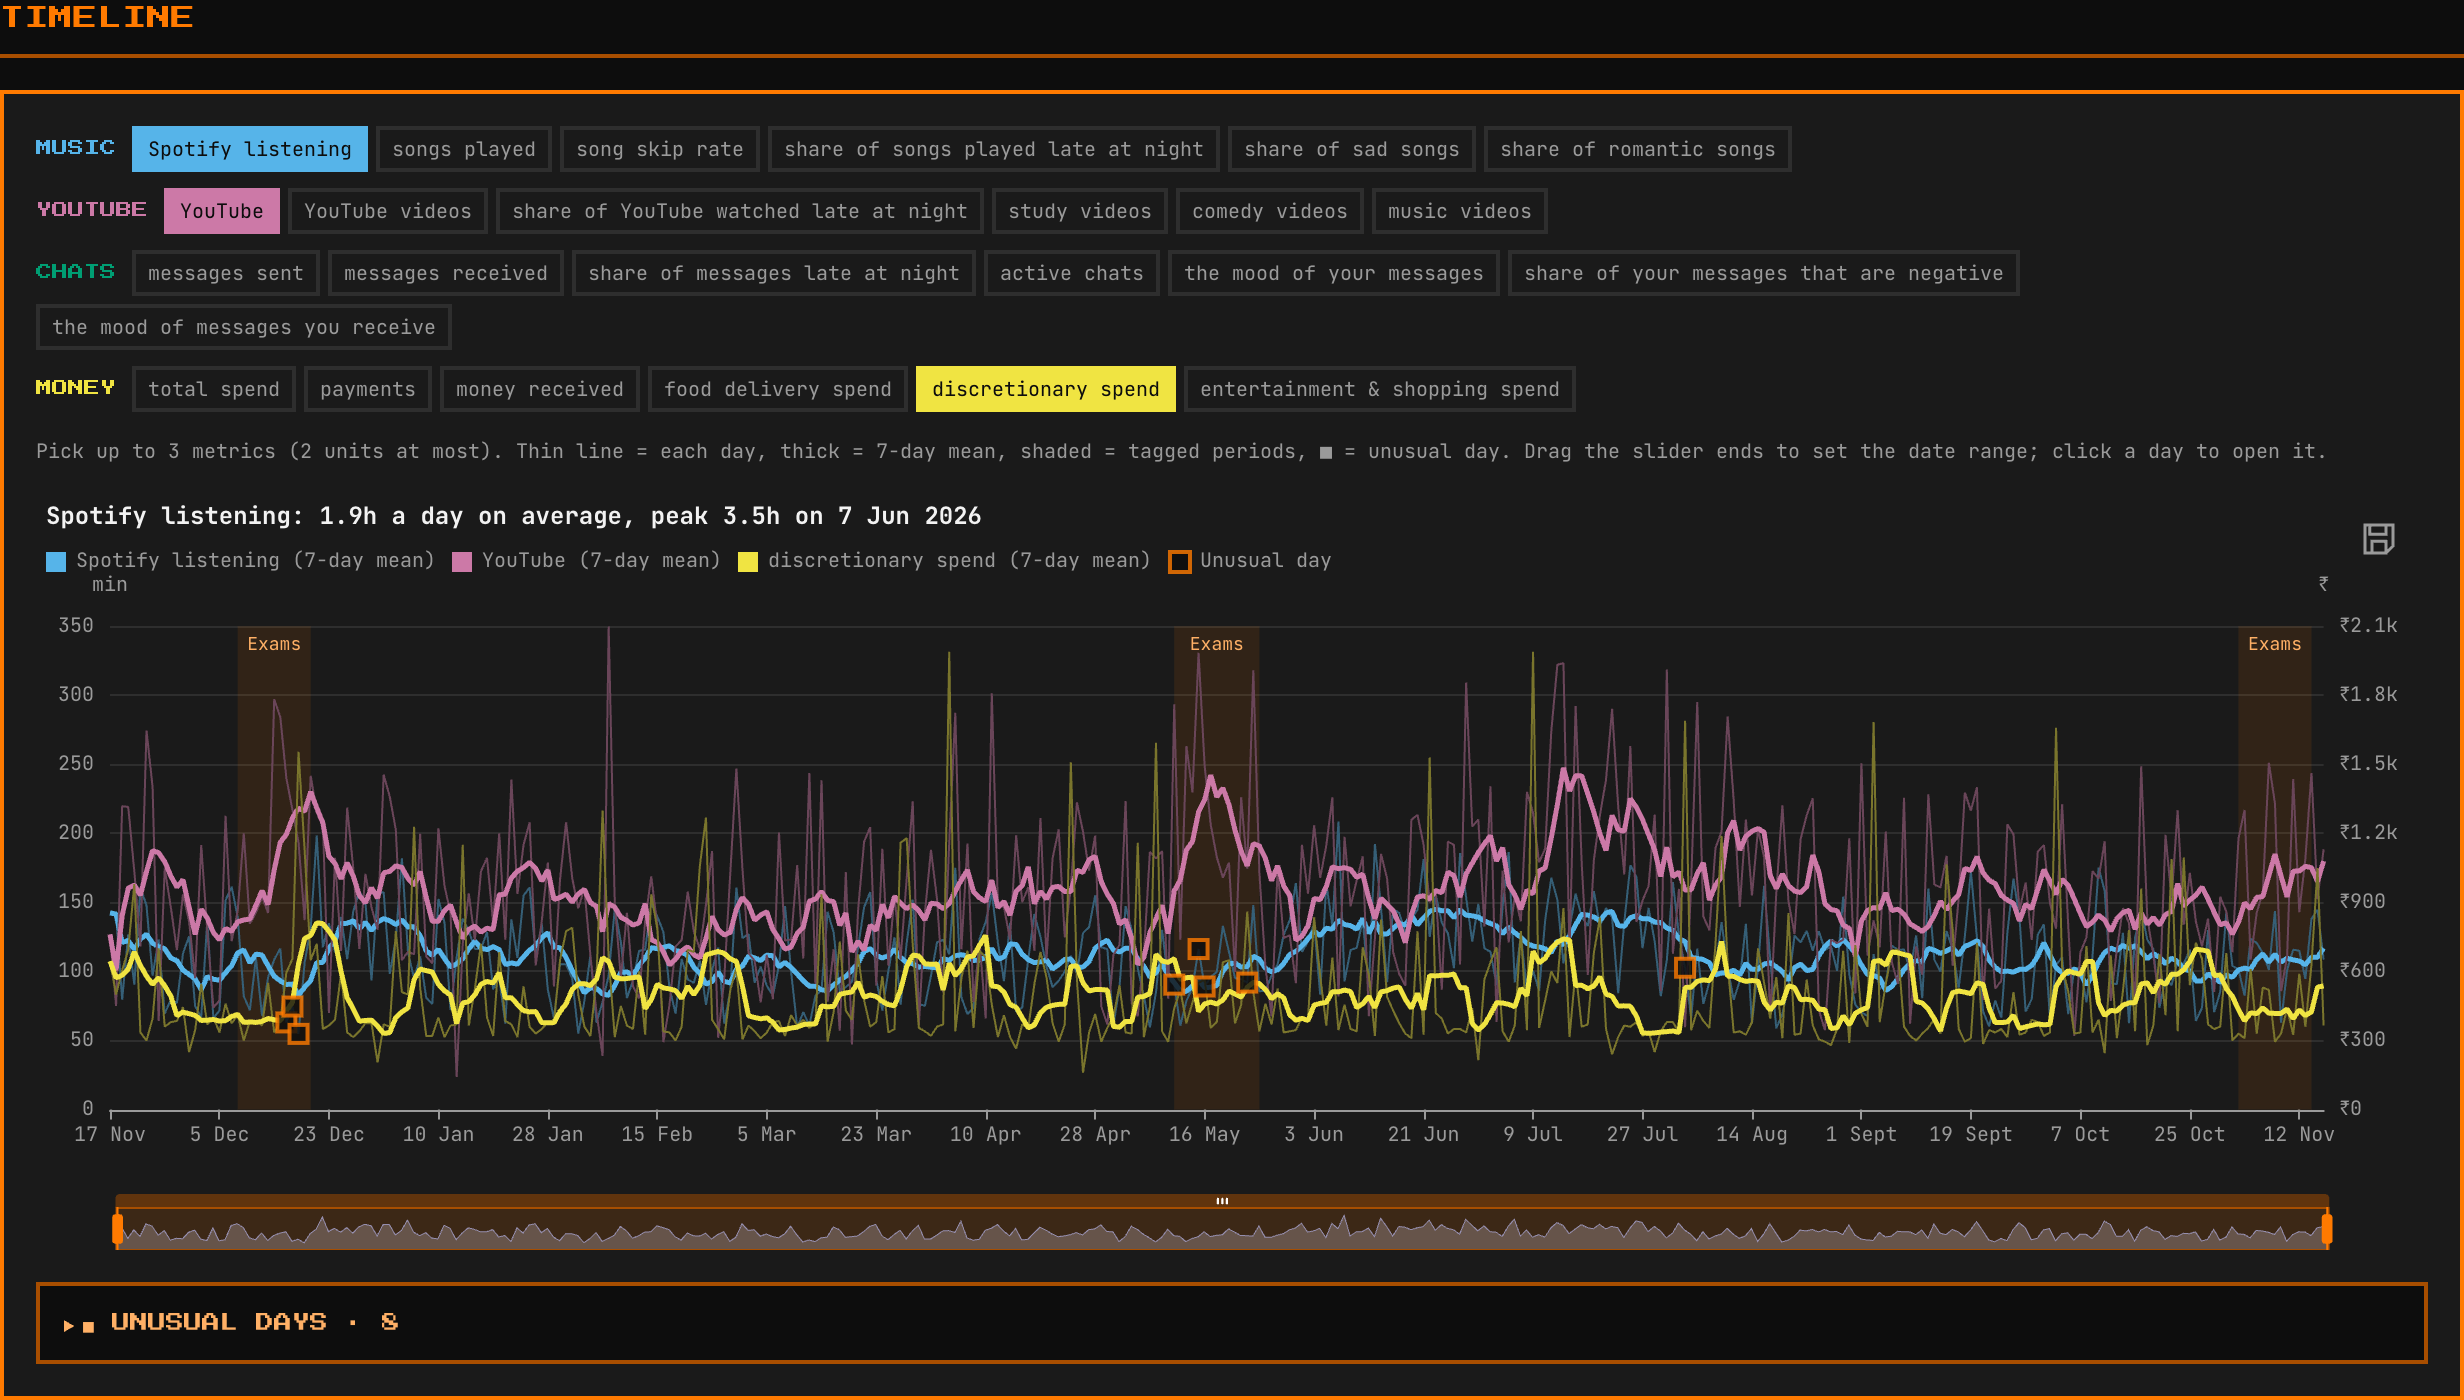 TIMELINE
MUSIC Spotify listening songs played song skip rate share of songs played late at night share of sad songs share of romantic songs
YOUTUBE YouTube YouTube videos share of YouTube watched late at night study videos comedy videos music videos
CHATS messages sent messages received share of messages late at night active chats the mood of your messages share of your messages that are negative
the mood of messages you receive
MONEY total spend payments money received food delivery spend discretionary spend entertainment & shopping spend
Pick up to 3 metrics (2 units at most). Thin line = each day, thick = 7-day mean, shaded = tagged periods, ■ = unusual day. Drag the slider ends to set the date range; click a day to open it.
Spotify listening: 1.9h a day on average, peak 3.5h on 7 Jun 2026
Spotify listening (7-day mean) YouTube (7-day mean) discretionary spend (7-day mean) Unusual day
min ₹
350 ₹2.1k
Exams Exams Exams
300 ₹1.8k
250 ₹1.5k
200 ₹1.2k
150 ₹900
100 ₹600
50 ₹300
0 ₹0
17 Nov 5 Dec 23 Dec 10 Jan 28 Jan 15 Feb 5 Mar 23 Mar 10 Apr 28 Apr 16 May 3 Jun 21 Jun 9 Jul 27 Jul 14 Aug 1 Sept 19 Sept 7 Oct 25 Oct 12 Nov
▶ ■ UNUSUAL DAYS · 8